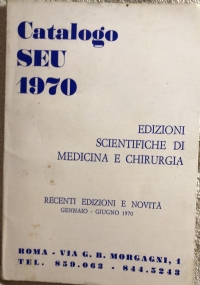 Catalogo
SEU
1970
EDIZIONI
SCIENTIFICHE DI
MEDICINA E CHIRURGIA
RECENTI EDIZIONI E NOVITÀ
GENNAIO - GIUGNO 1970
ROMA - VIA G. B. MORGAGNI, 1
TEL. 859.063 - 844.5243